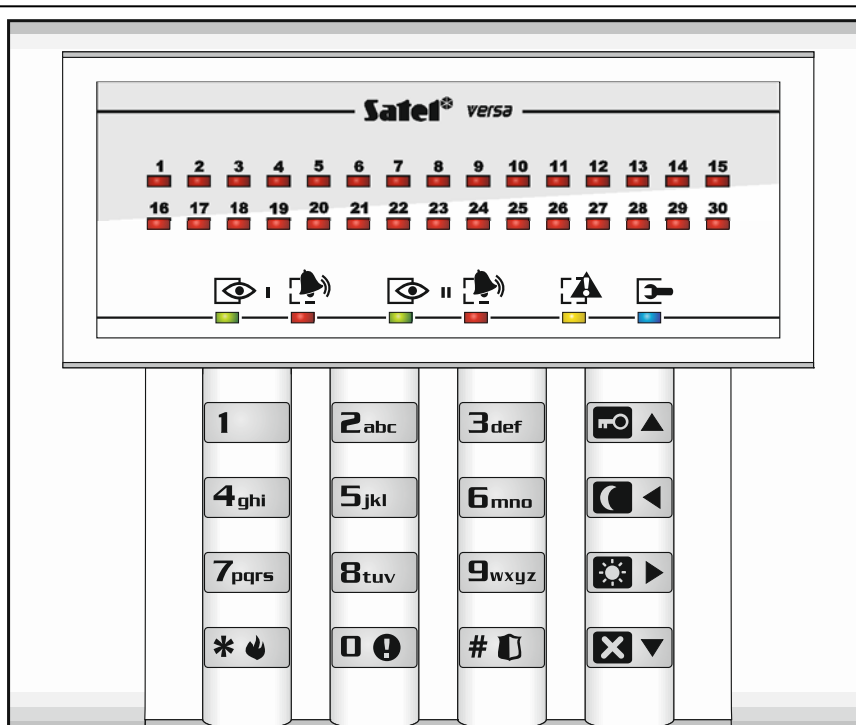 Satel versa
1 2 3 4 5 6 7 8 9 10 11 12 13 14 15
16 17 18 19 20 21 22 23 24 25 26 27 28 29 30
I II
1 2abc 3def
4ghi 5jkl 6mno
7pqrs 8tuv 9wxyz
* 0 #